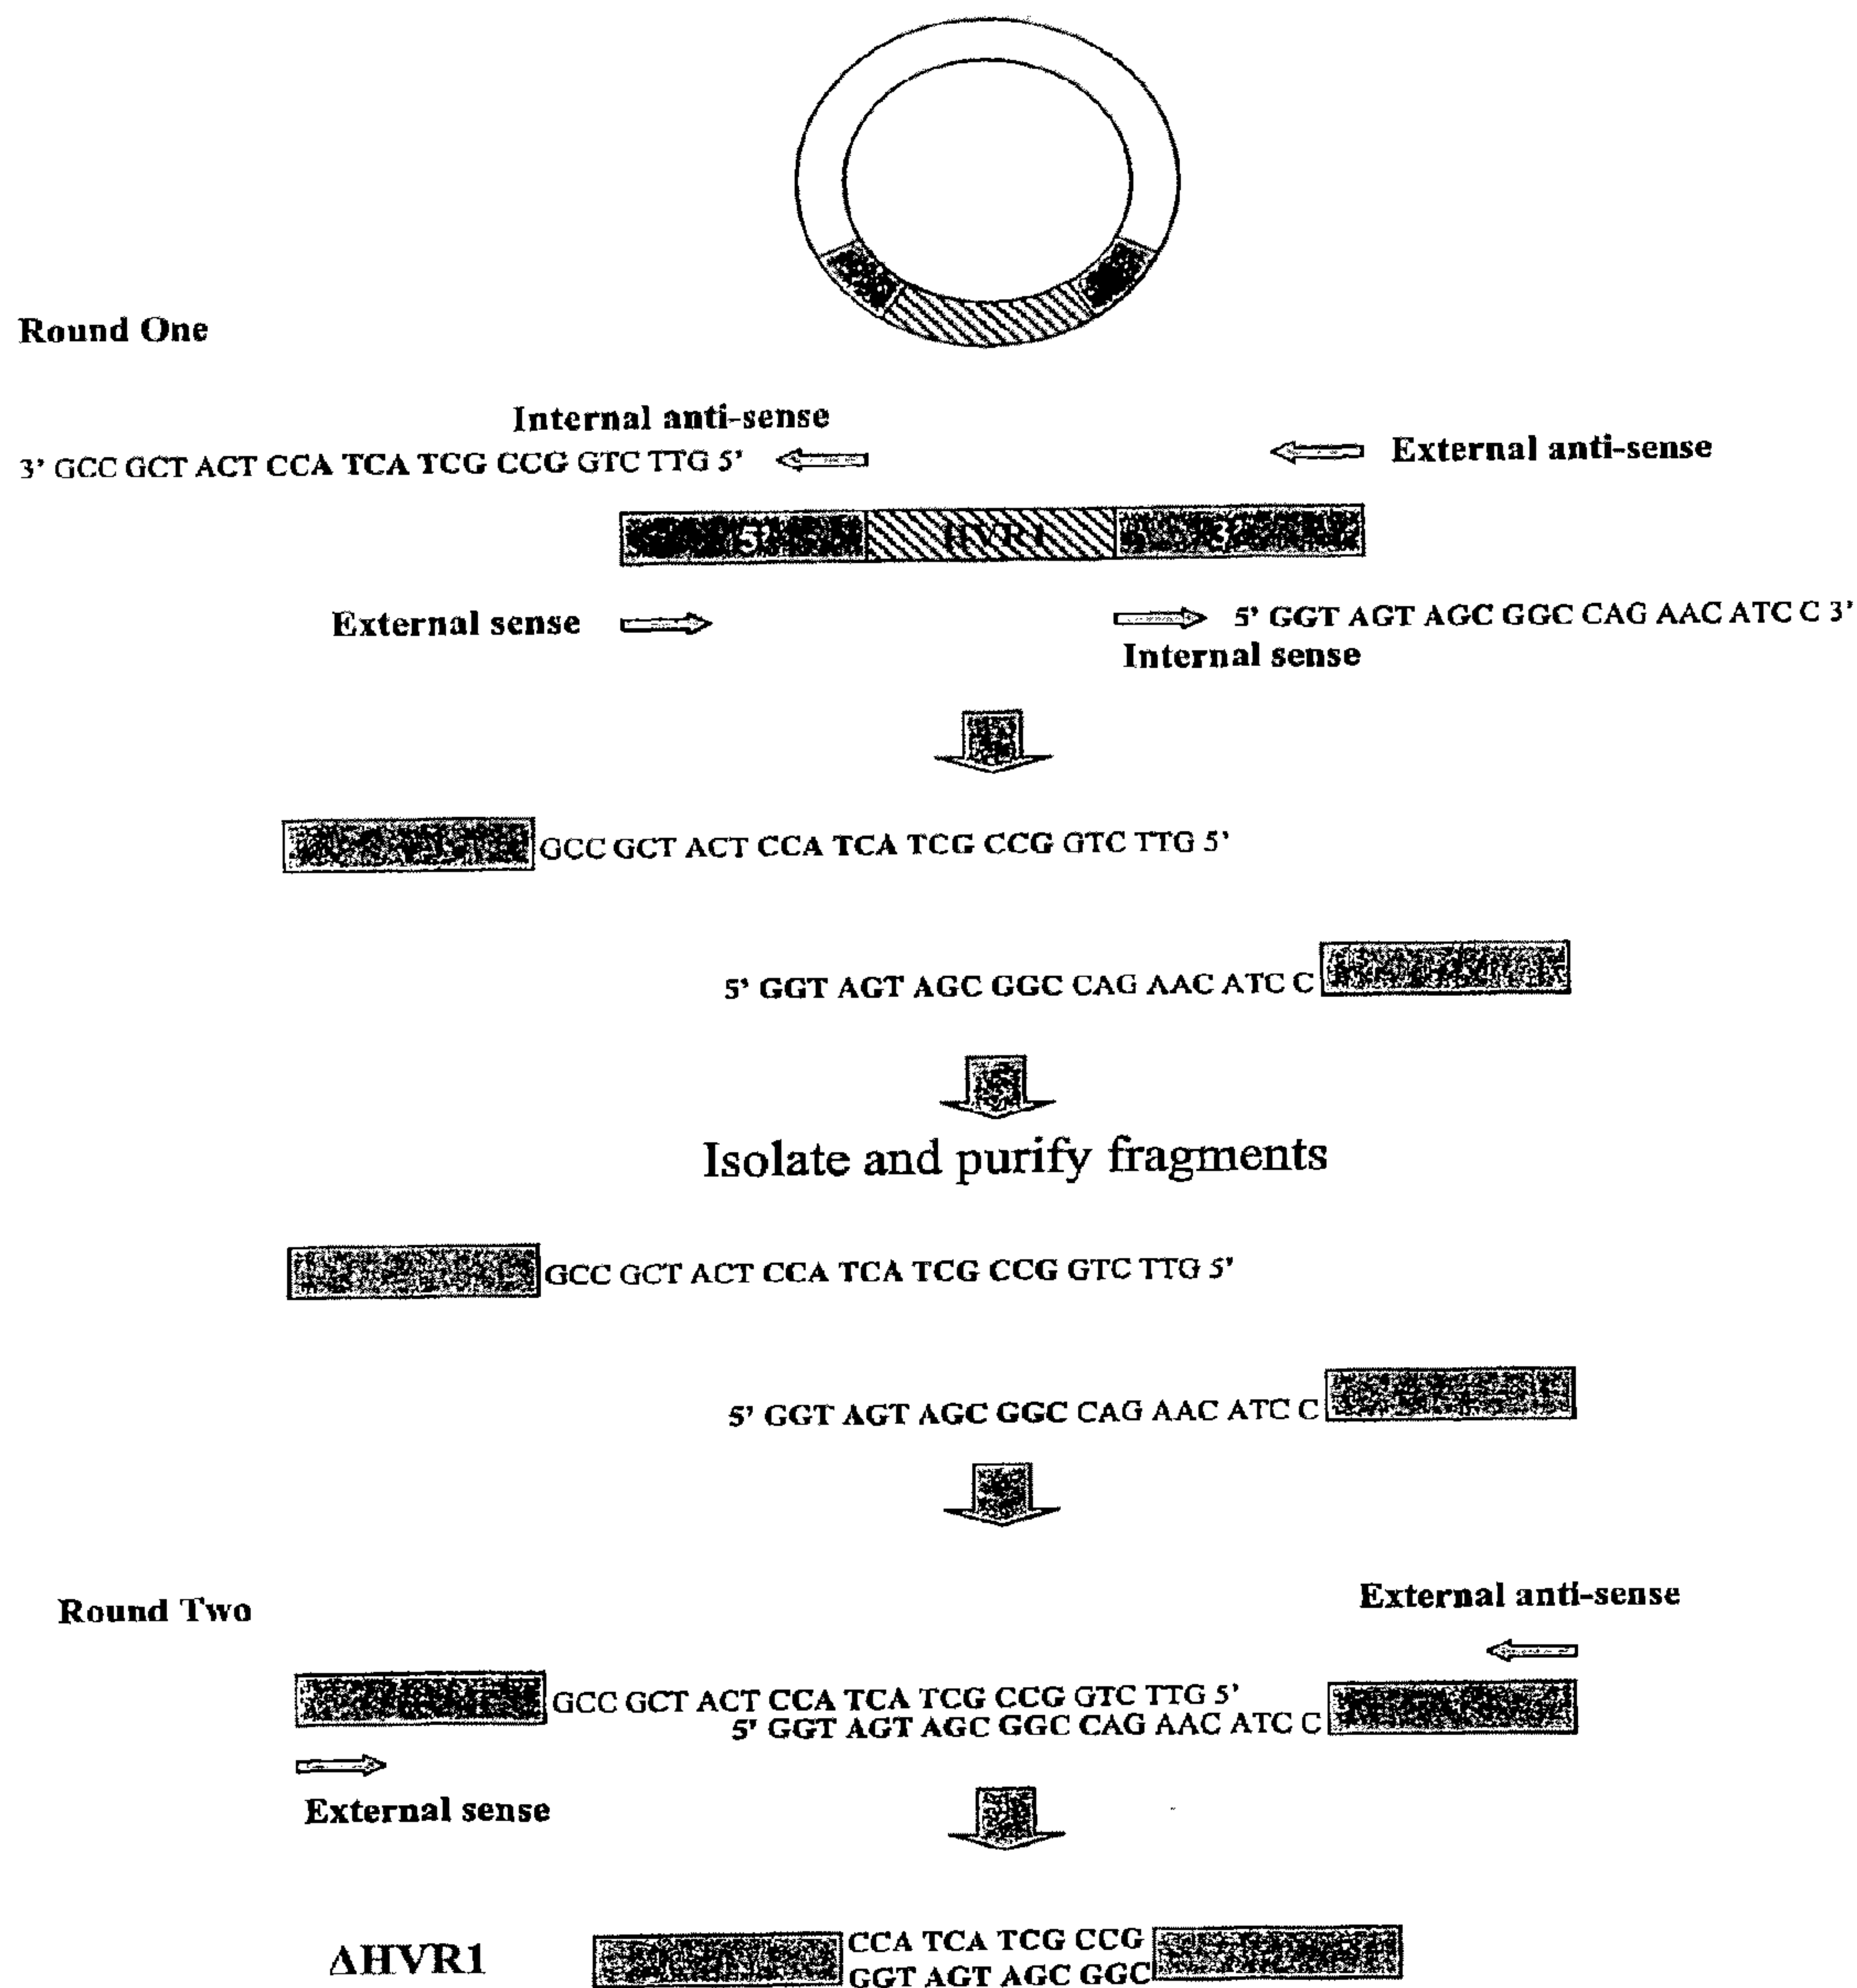 Round One
Internal anti-sense
3' GCC GCT ACT CCA TCA TCG CCG GTC TTG 5'
External anti-sense
5' HVR1 3'
External sense
5' GGT AGT AGC GGC CAG AAC ATC C 3'
Internal sense
GCC GCT ACT CCA TCA TCG CCG GTC TTG 5'
5' GGT AGT AGC GGC CAG AAC ATC C
Isolate and purify fragments
GCC GCT ACT CCA TCA TCG CCG GTC TTG 5'
5' GGT AGT AGC GGC CAG AAC ATC C
Round Two
External anti-sense
GCC GCT ACT CCA TCA TCG CCG GTC TTG 5'
5' GGT AGT AGC GGC CAG AAC ATC C
External sense
ΔHVR1
CCA TCA TCG CCG
GGT AGT AGC GGC